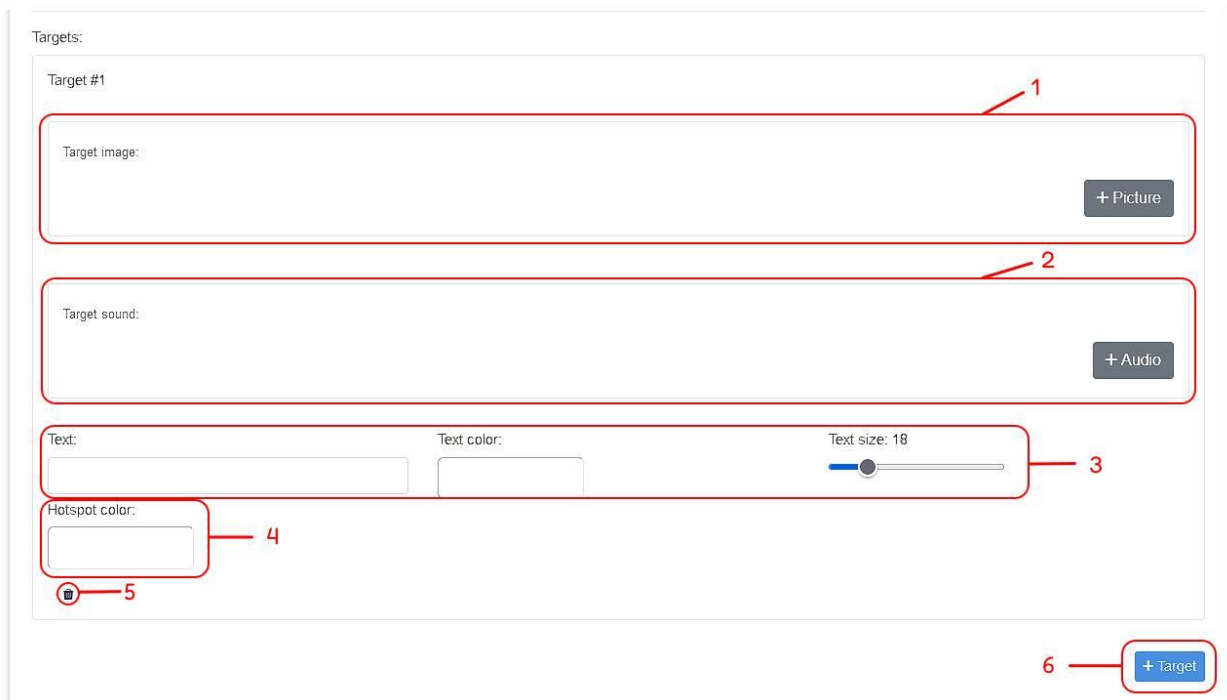 Targets:
Target #1
1
Target image:
+ Picture
2
Target sound:
+ Audio
Text:
Text color:
Text size: 18
3
Hotspot color:
4
5
6
+ Target